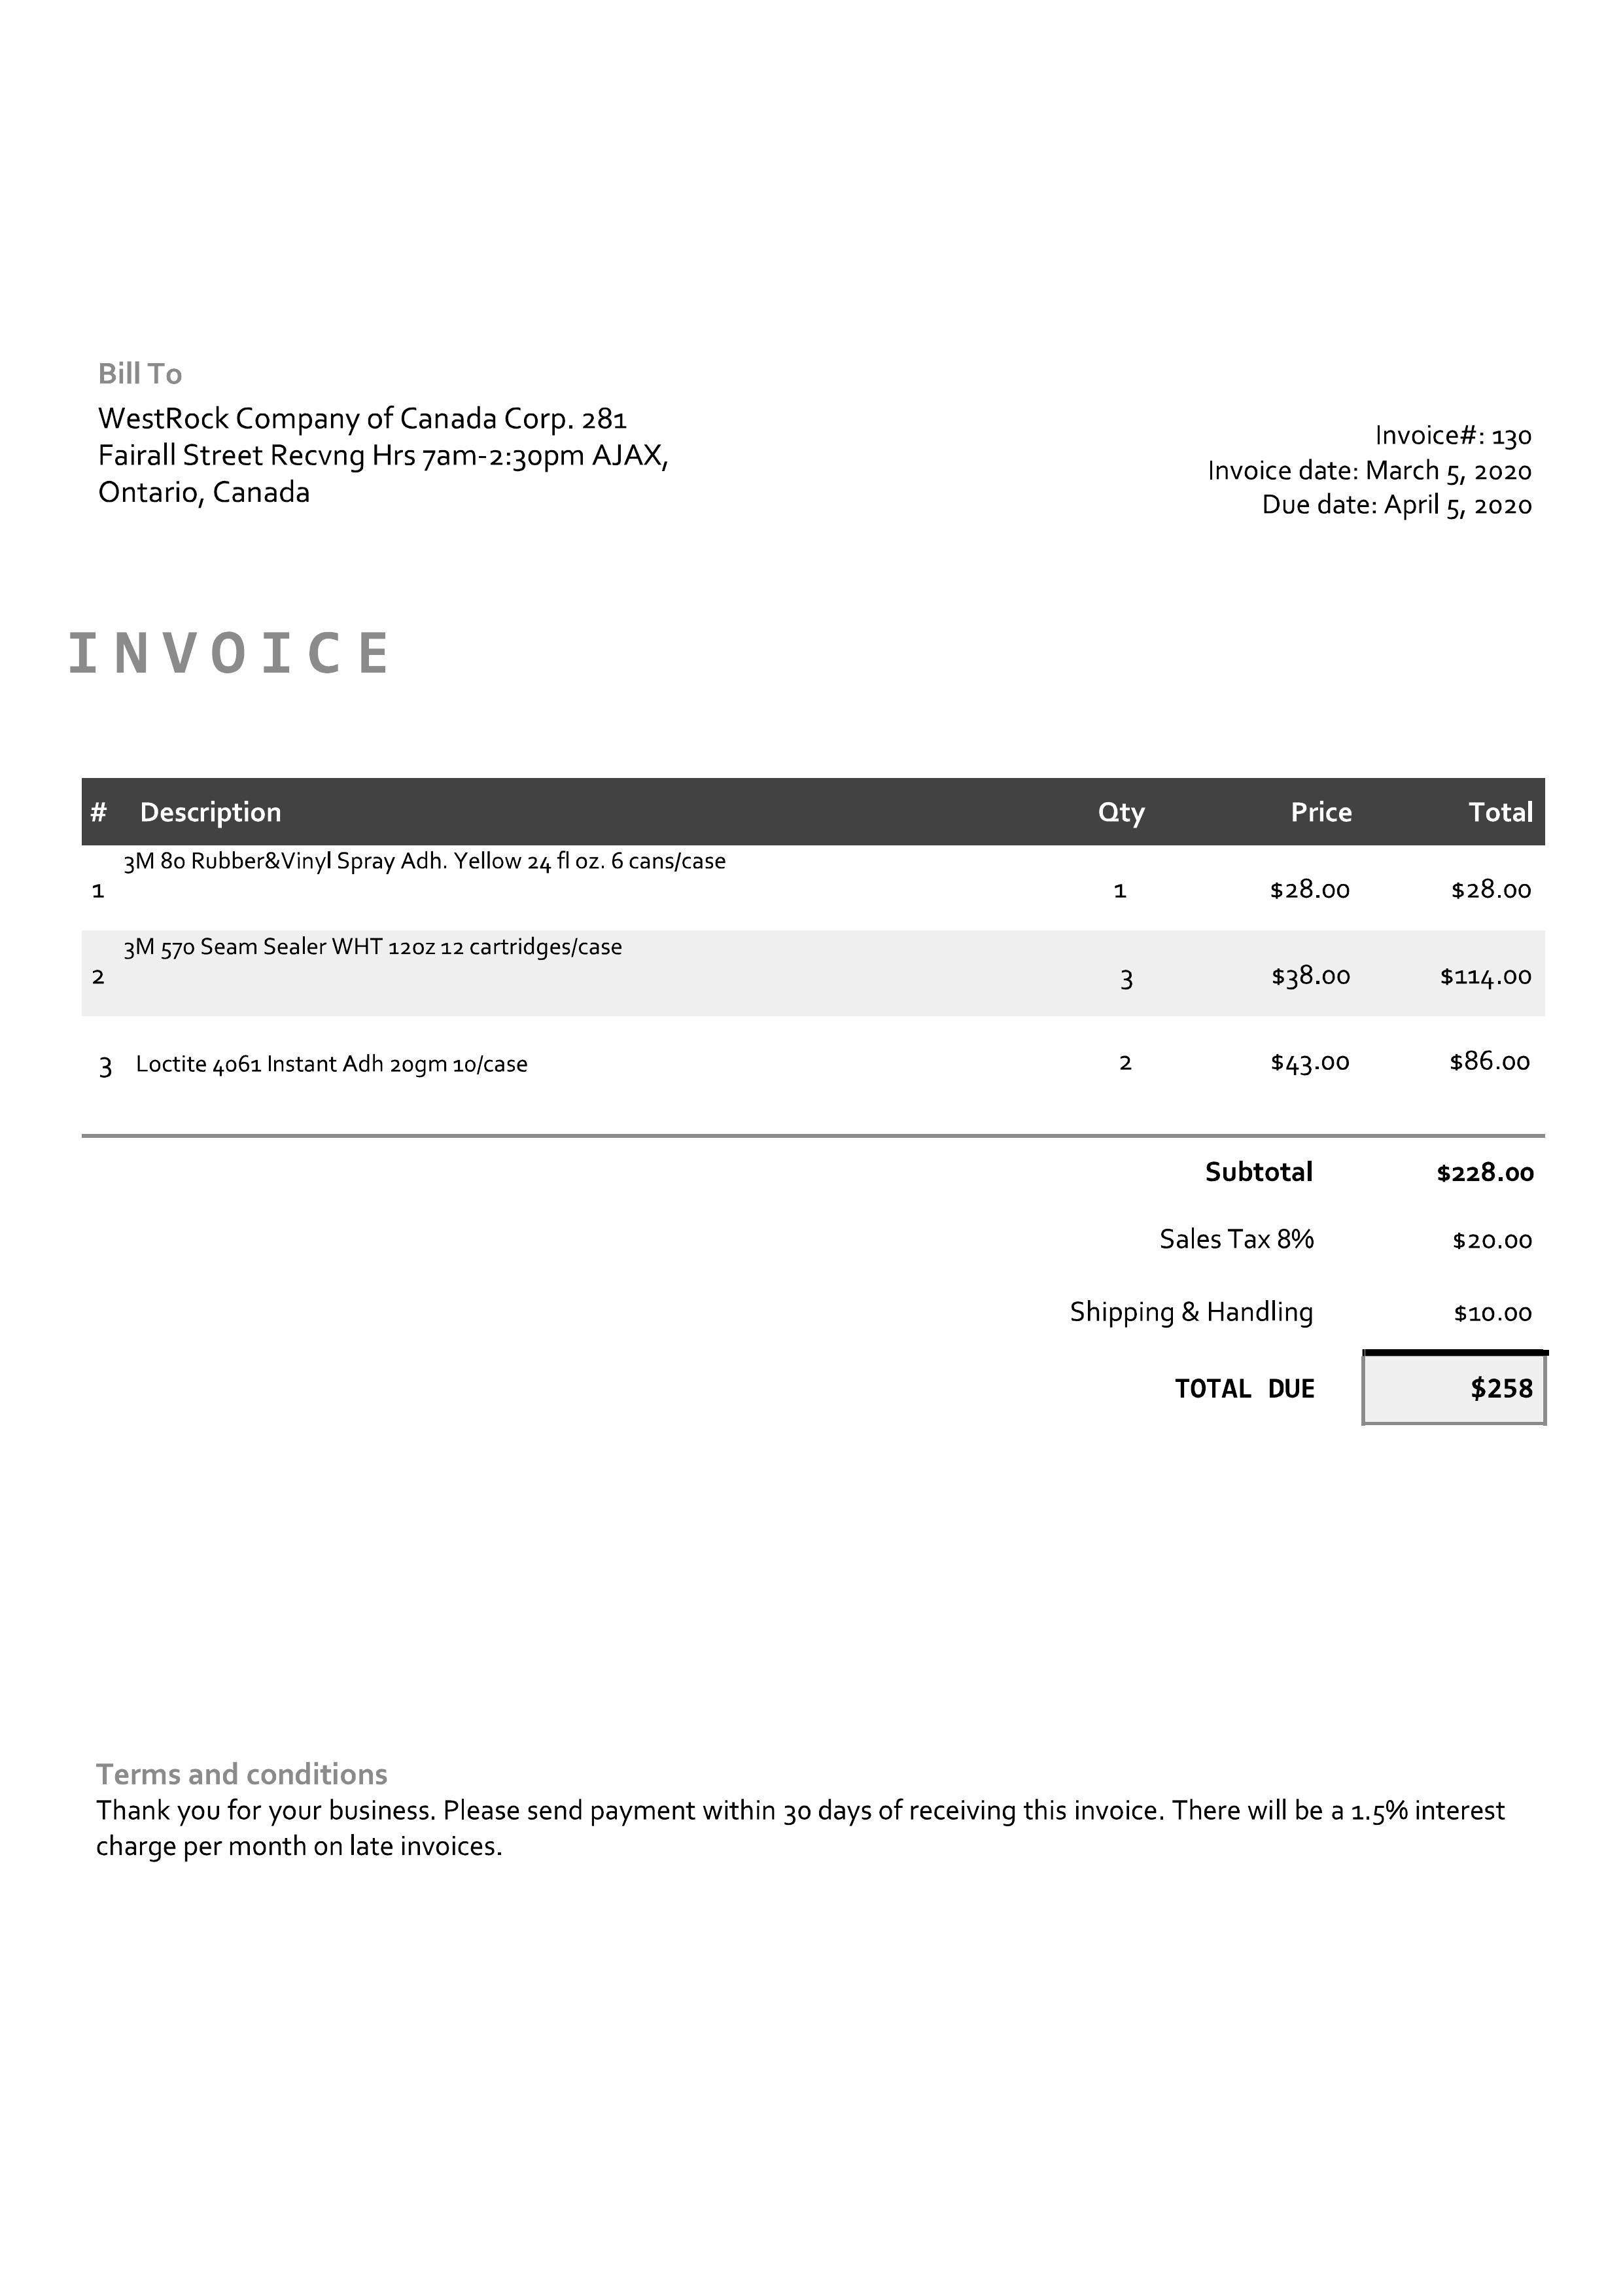 Bill To
WestRock Company of Canada Corp. 281
Fairall Street Recvng Hrs 7am-2:30pm AJAX,
Ontario, Canada
Invoice#: 130
Invoice date: March 5, 2020
Due date: April 5, 2020
INVOICE
# Description Qty Price Total
1 3M 80 Rubber&Vinyl Spray Adh. Yellow 24 fl oz. 6 cans/case 1 $28.00 $28.00
2 3M 570 Seam Sealer WHT 12oz 12 cartridges/case 3 $38.00 $114.00
3 Loctite 4061 Instant Adh 20gm 10/case 2 $43.00 $86.00
Subtotal $228.00
Sales Tax 8% $20.00
Shipping & Handling $10.00
TOTAL DUE $258
Terms and conditions
Thank you for your business. Please send payment within 30 days of receiving this invoice. There will be a 1.5% interest
charge per month on late invoices.